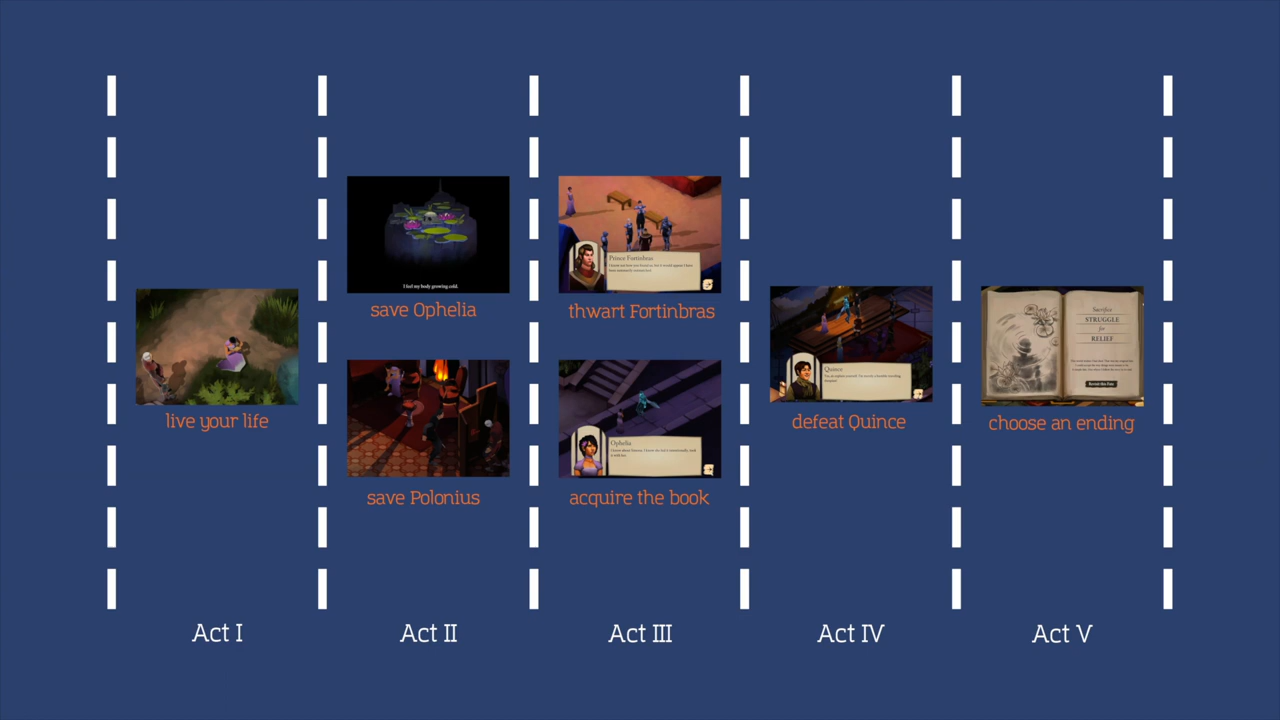 I feel my body growing cold.
save Ophelia
Prince Fortinbras
thwart Fortinbras
live your life
save Polonius
Ophelia
acquire the book
Quince
defeat Quince
Sacrifice
STRUGGLE
for
RELIEF
choose an ending
Act I
Act II
Act III
Act IV
Act V